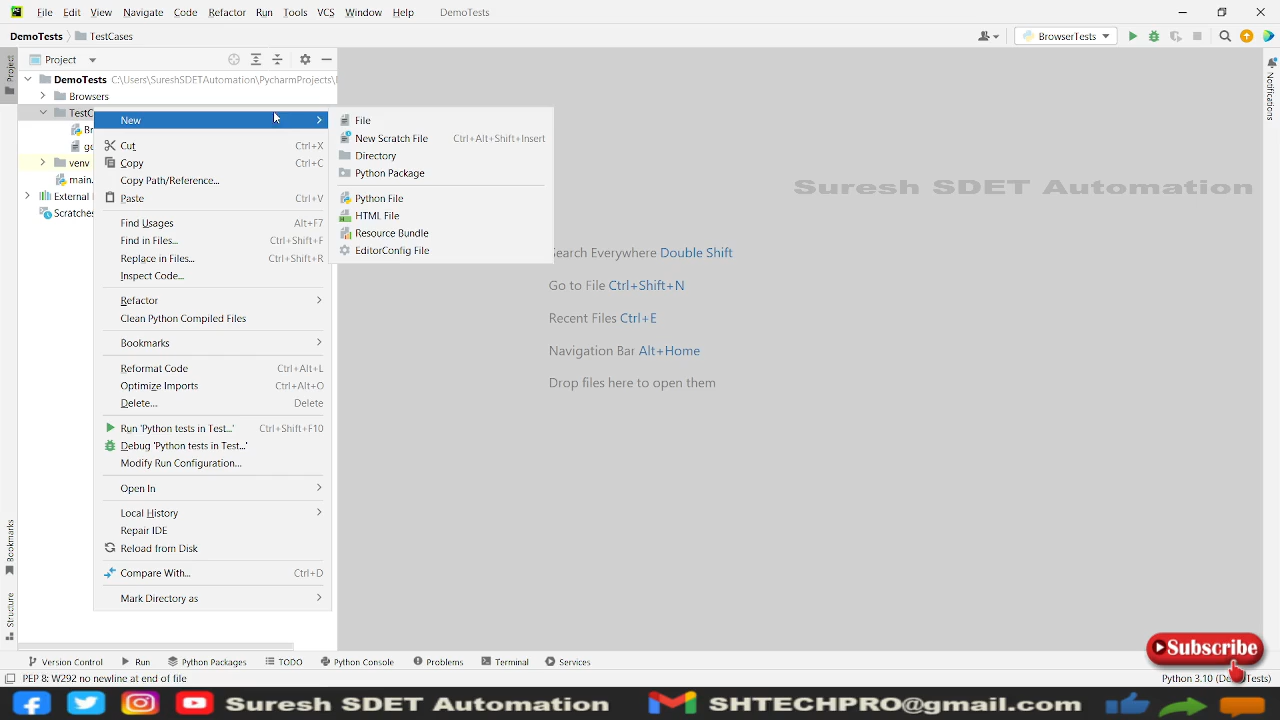 File Edit View Navigate Code Refactor Run Tools VCS Window Help DemoTests
DemoTests TestCases BrowserTests
Project
Project
Notifications
DemoTests C:\Users\SureshSDETAutomation\PycharmProjects\
Browsers
TestC
New
File
New Scratch File Ctrl+Alt+Shift+Insert
Directory
Python Package
Python File
HTML File
Resource Bundle
EditorConfig File
Br
go
venv
main.
External
Scratches
Cut Ctrl+X
Copy Ctrl+C
Copy Path/Reference...
Paste Ctrl+V
Find Usages Alt+F7
Find in Files... Ctrl+Shift+F
Replace in Files... Ctrl+Shift+R
Inspect Code...
Refactor
Clean Python Compiled Files
Bookmarks
Reformat Code Ctrl+Alt+L
Optimize Imports Ctrl+Alt+O
Delete... Delete
Run 'Python tests in Test...' Ctrl+Shift+F10
Debug 'Python tests in Test...'
Modify Run Configuration...
Open In
Local History
Repair IDE
Reload from Disk
Compare With... Ctrl+D
Mark Directory as
Suresh SDET Automation
Search Everywhere Double Shift
Go to File Ctrl+Shift+N
Recent Files Ctrl+E
Navigation Bar Alt+Home
Drop files here to open them
Bookmarks
Structure
Subscribe
Version Control Run Python Packages TODO Python Console Problems Terminal Services
PEP 8: W292 no newline at end of file
Python 3.10 (De Tests)
Suresh SDET Automation SHTECHPRO@gmail.com